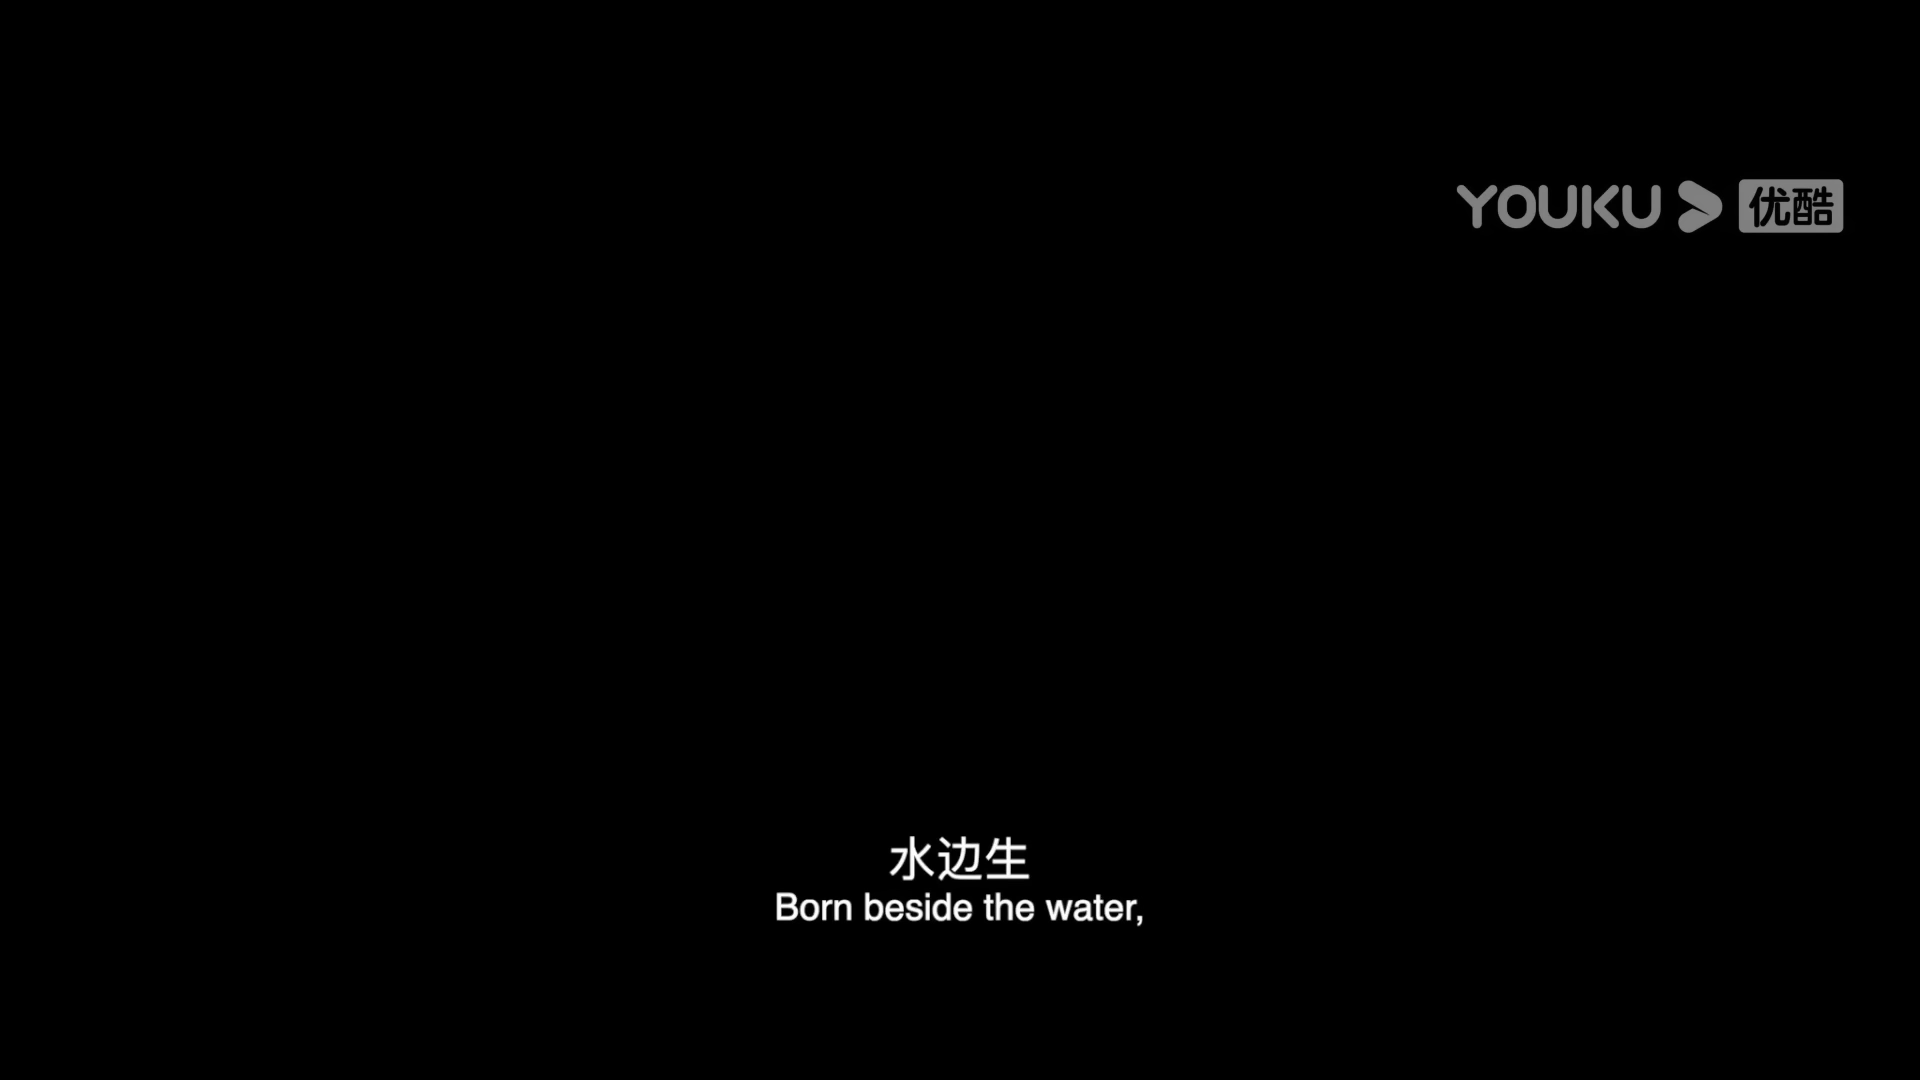 YOUKU 优酷
水边生
Born beside the water,